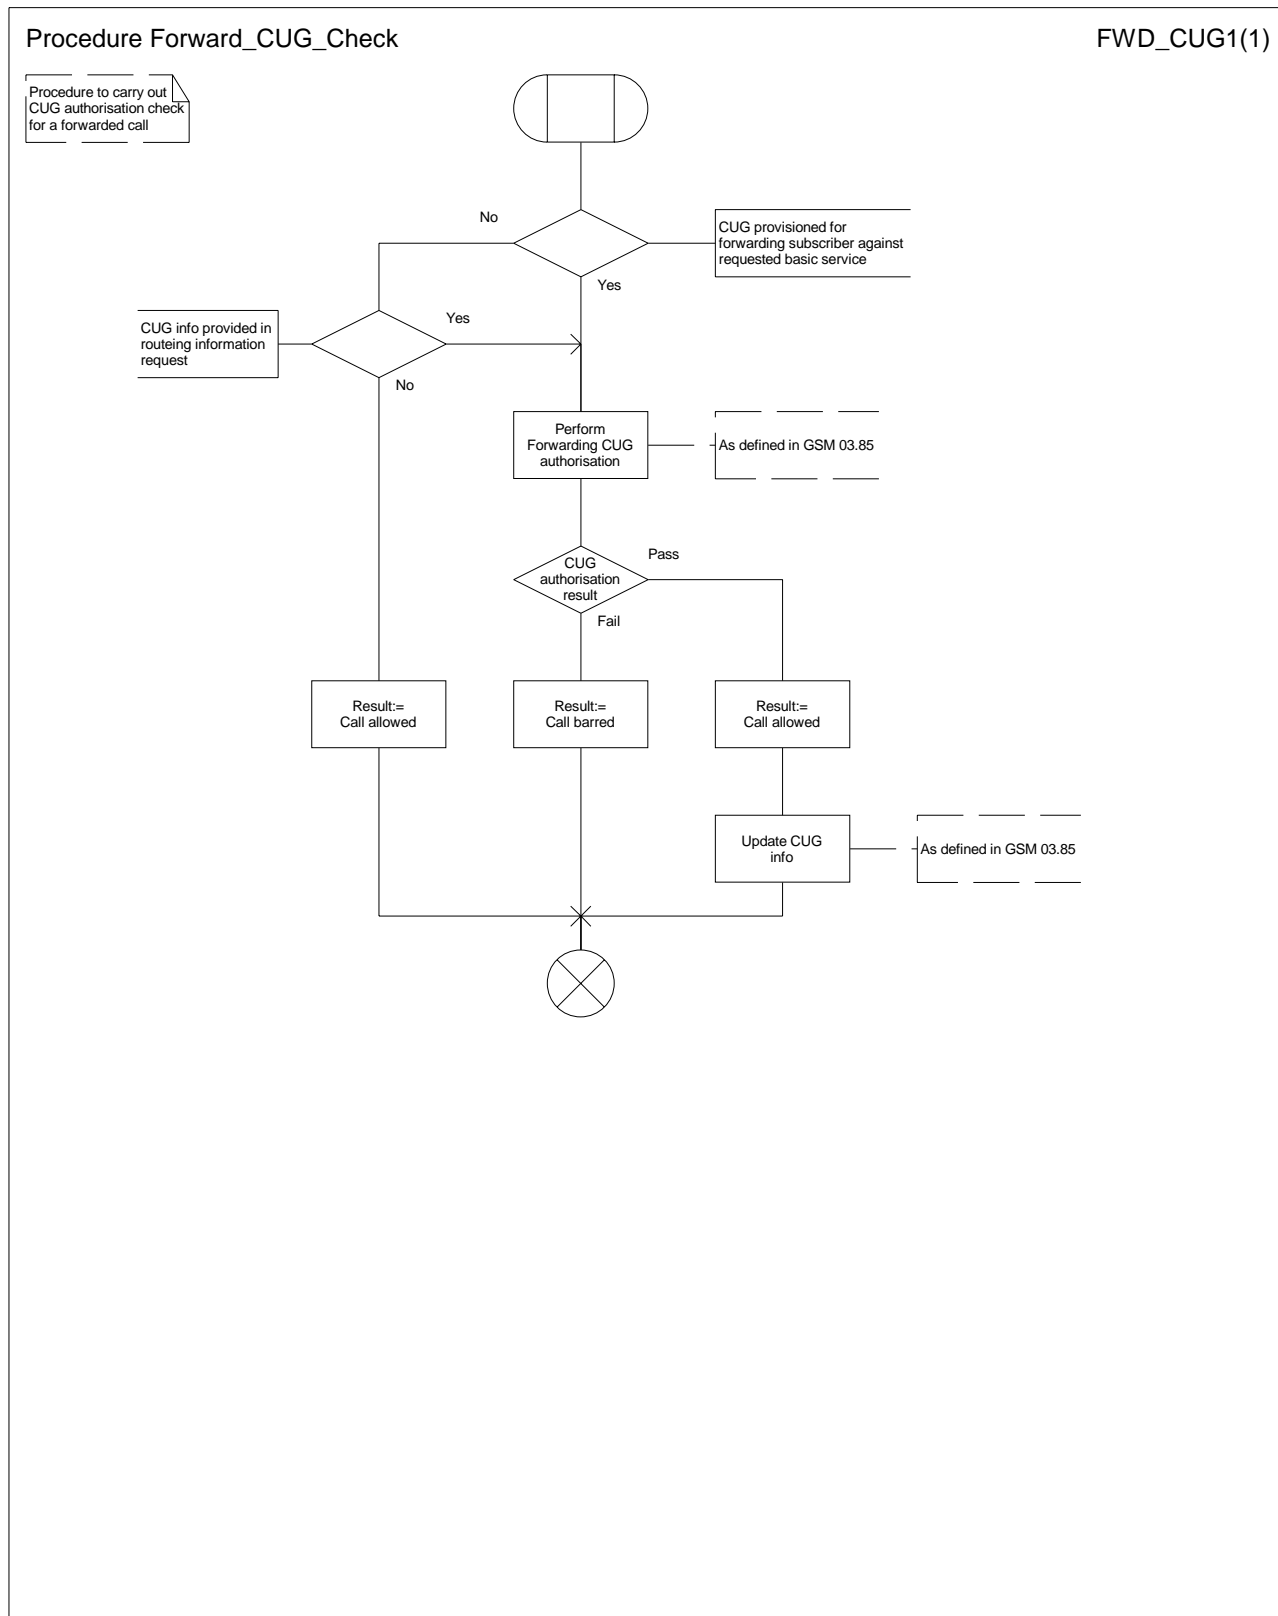 Procedure Forward_CUG_Check
FWD_CUG1(1)
Procedure to carry out
CUG authorisation check
for a forwarded call
No
CUG provisioned for
forwarding subscriber against
requested basic service
Yes
CUG info provided in
routeing information
request
Yes
No
Perform
Forwarding CUG
authorisation
As defined in GSM 03.85
CUG
authorisation
result
Pass
Fail
Result:=
Call allowed
Result:=
Call barred
Result:=
Call allowed
Update CUG
info
As defined in GSM 03.85